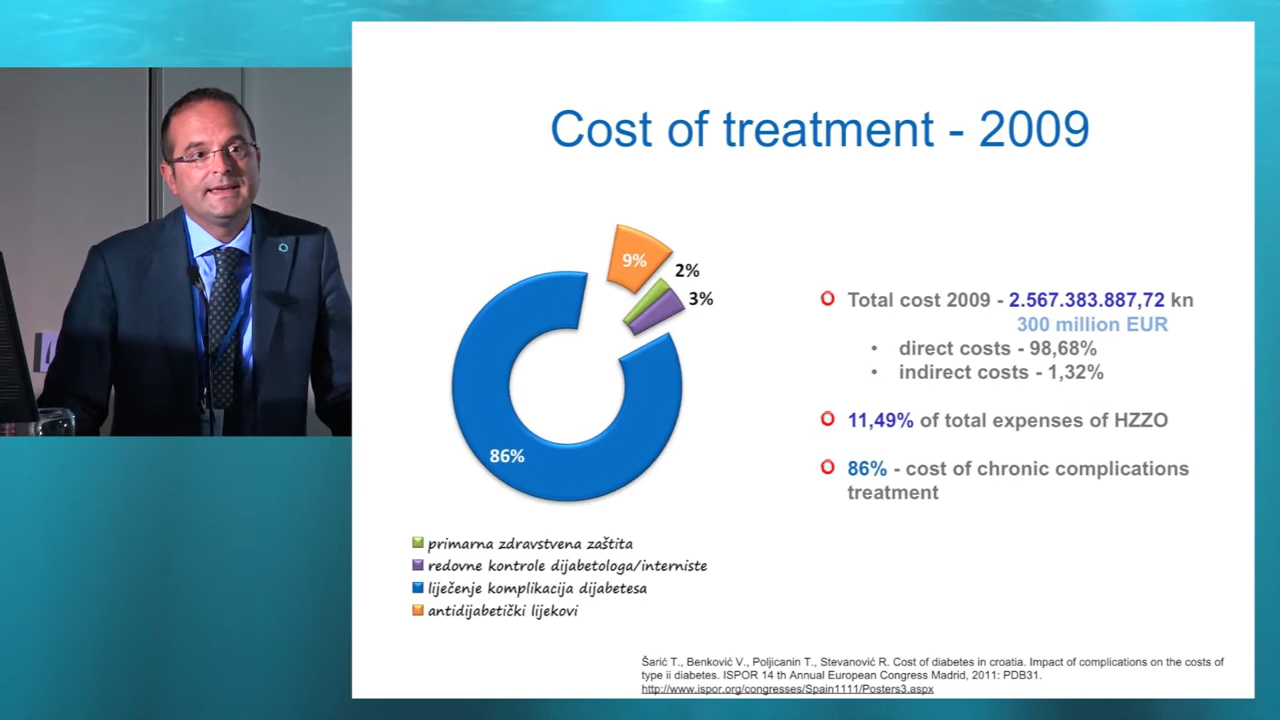 Cost of treatment - 2009
9%
2%
3%
86%
Total cost 2009 - 2.567.383.887,72 kn
300 million EUR
• direct costs - 98,68%
• indirect costs - 1,32%
11,49% of total expenses of HZZO
86% - cost of chronic complications
treatment
primarna zdravstvena zaštita
redovne kontrole dijabetologa/interniste
liječenje komplikacija dijabetesa
antidijabetički lijekovi
Šarić T., Benković V., Poljicanin T., Stevanović R. Cost of diabetes in croatia. Impact of complications on the costs of
type ii diabetes. ISPOR 14 th Annual European Congress Madrid, 2011: PDB31.
http://www.ispor.org/congresses/Spain1111/Posters3.aspx